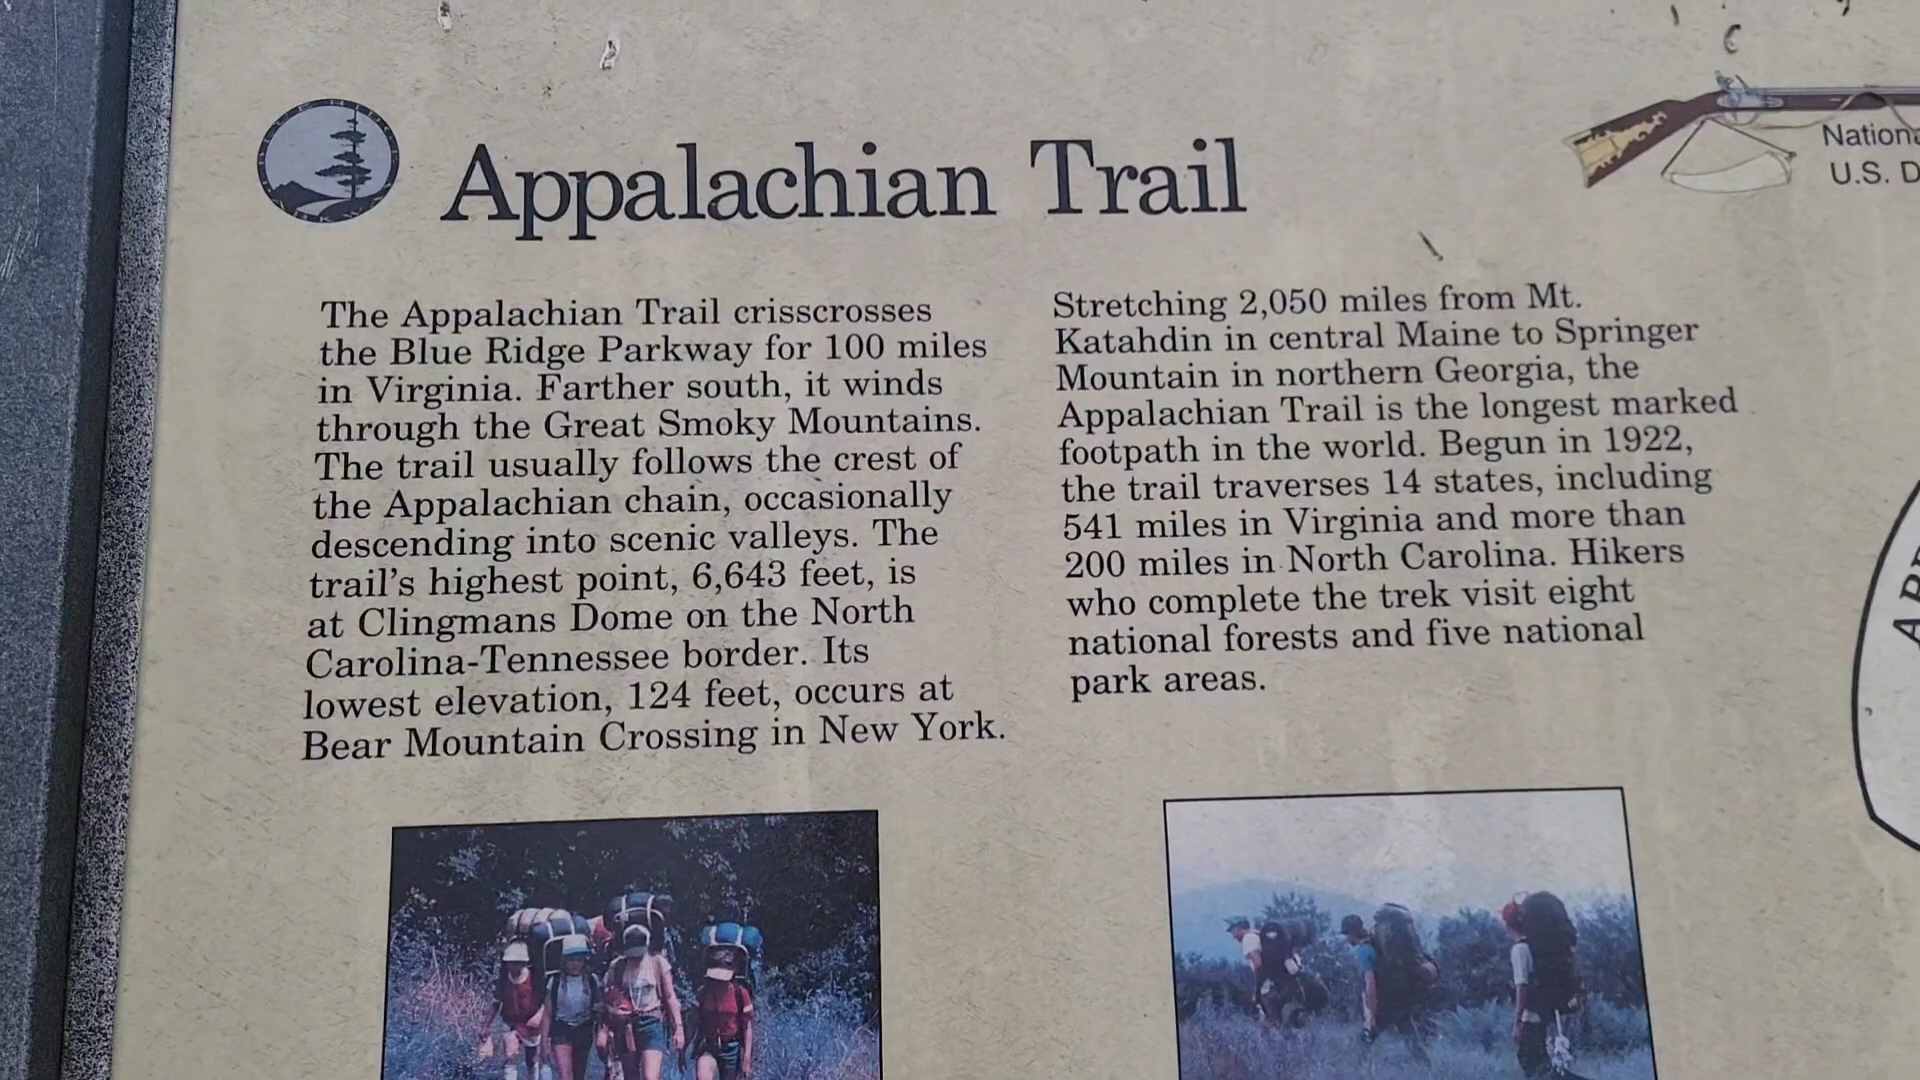 Appalachian Trail
Nationa
U.S. D
The Appalachian Trail crisscrosses
the Blue Ridge Parkway for 100 miles
in Virginia. Farther south, it winds
through the Great Smoky Mountains.
The trail usually follows the crest of
the Appalachian chain, occasionally
descending into scenic valleys. The
trail's highest point, 6,643 feet, is
at Clingmans Dome on the North
Carolina-Tennessee border. Its
lowest elevation, 124 feet, occurs at
Bear Mountain Crossing in New York.
Stretching 2,050 miles from Mt.
Katahdin in central Maine to Springer
Mountain in northern Georgia, the
Appalachian Trail is the longest marked
footpath in the world. Begun in 1922,
the trail traverses 14 states, including
541 miles in Virginia and more than
200 miles in North Carolina. Hikers
who complete the trek visit eight
national forests and five national
park areas.